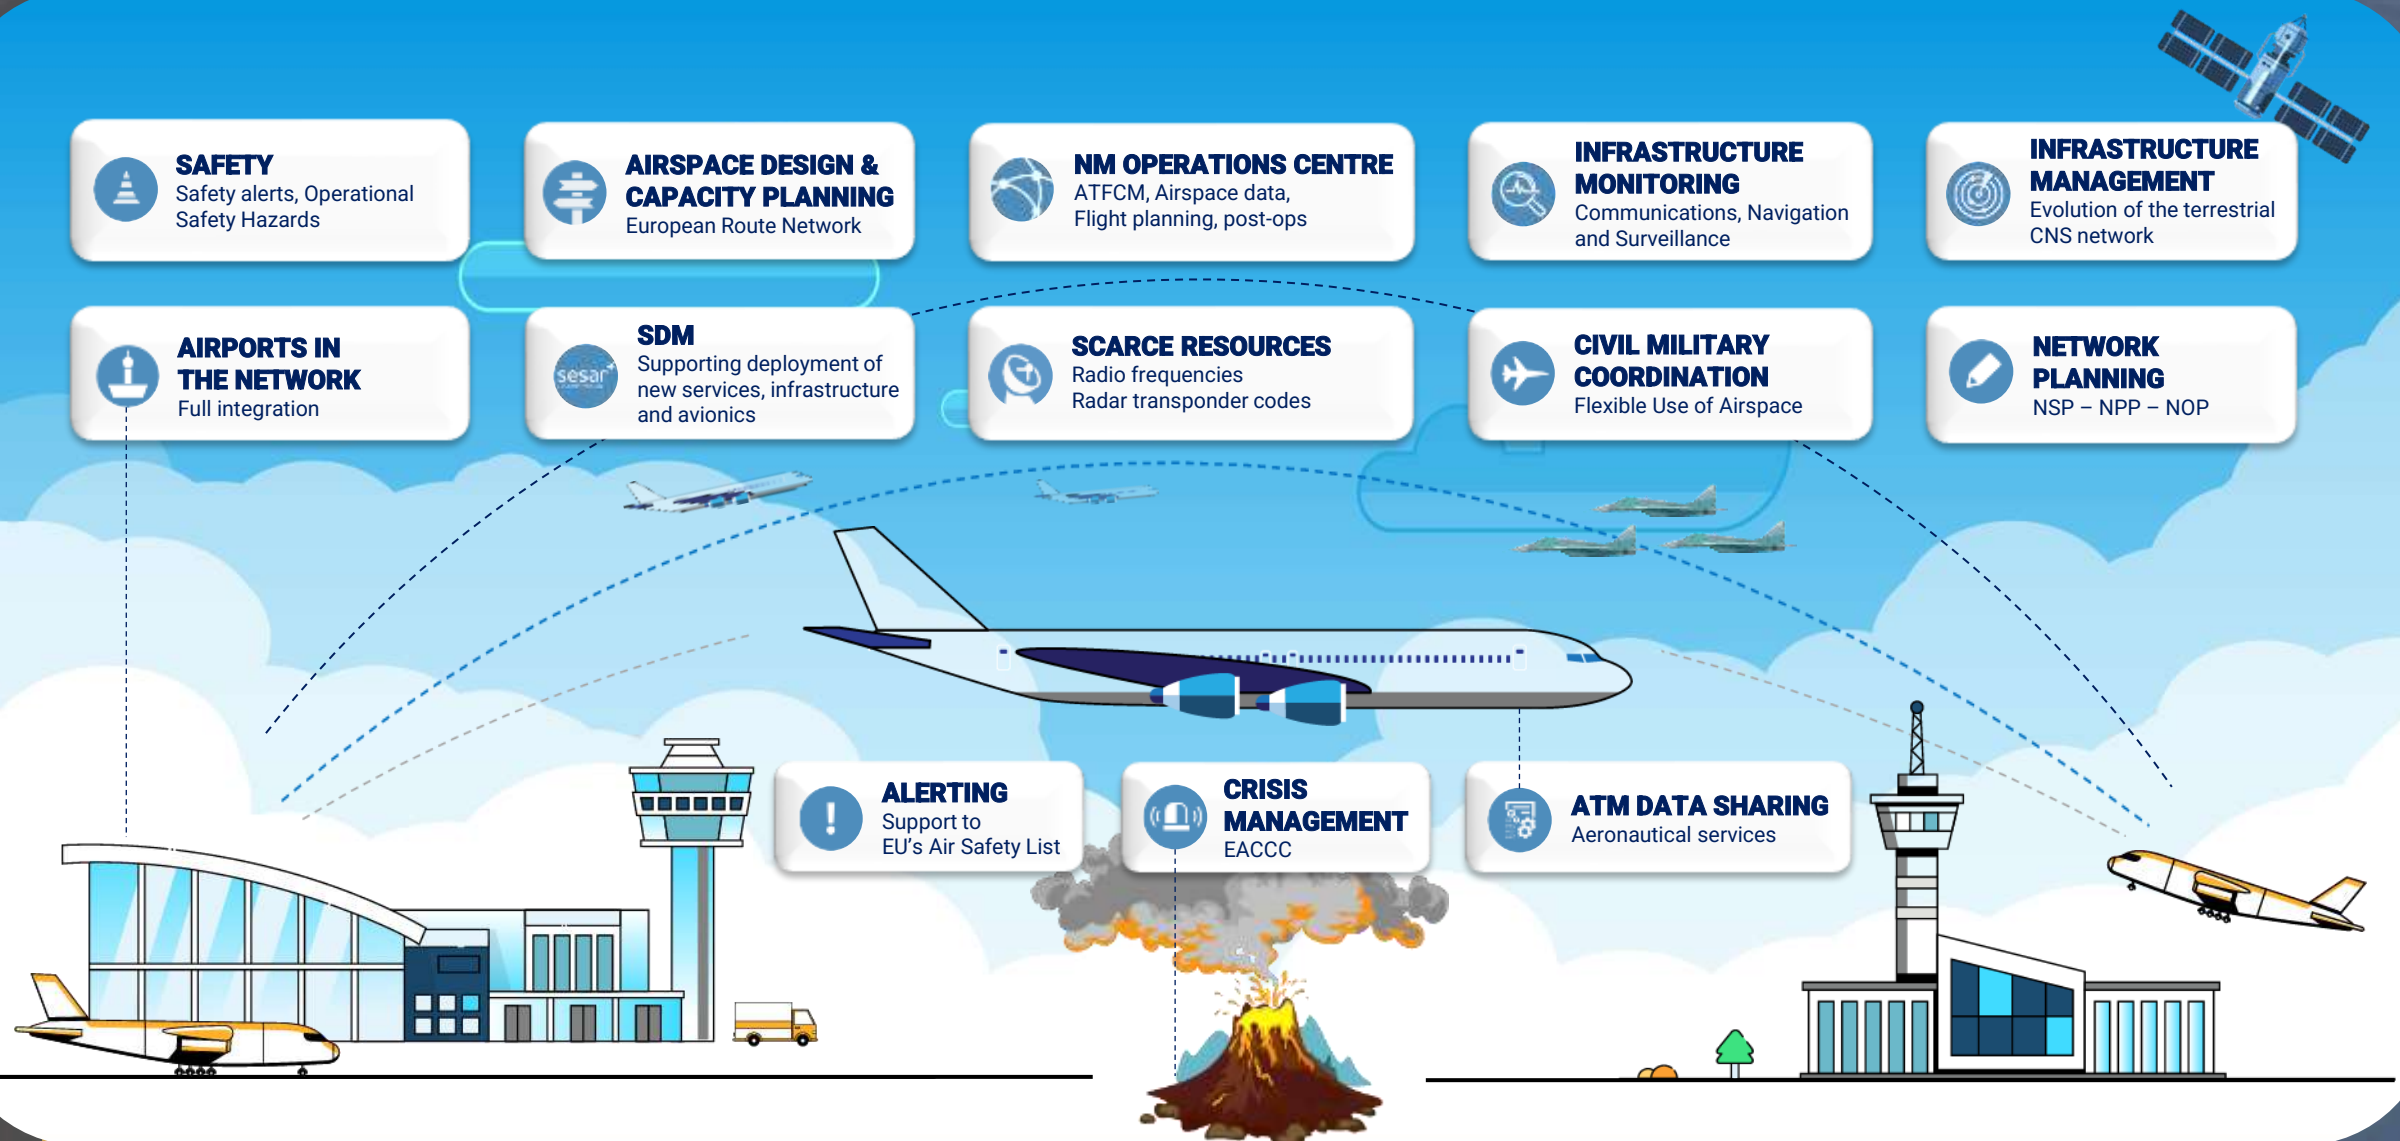 SAFETY
Safety alerts, Operational
Safety Hazards
AIRSPACE DESIGN &
CAPACITY PLANNING
European Route Network
NM OPERATIONS CENTRE
ATFCM, Airspace data,
Flight planning, post-ops
INFRASTRUCTURE
MONITORING
Communications, Navigation
and Surveillance
INFRASTRUCTURE
MANAGEMENT
Evolution of the terrestrial
CNS network
AIRPORTS IN
THE NETWORK
Full integration
sesar
SDM
Supporting deployment of
new services, infrastructure
and avionics
SCARCE RESOURCES
Radio frequencies
Radar transponder codes
CIVIL MILITARY
COORDINATION
Flexible Use of Airspace
NETWORK
PLANNING
NSP – NPP – NOP
ALERTING
Support to
EU’s Air Safety List
CRISIS
MANAGEMENT
EACCC
ATM DATA SHARING
Aeronautical services